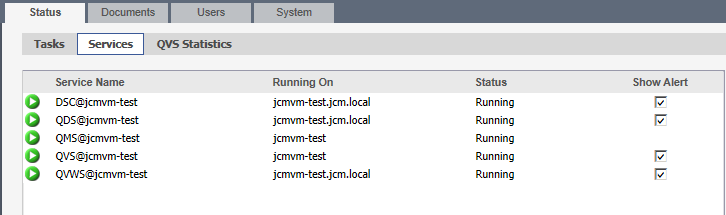 Status Documents Users System
Tasks Services QVS Statistics
Service Name Running On Status Show Alert
DSC@jcmvm-test jcmvm-test.jcm.local Running
QDS@jcmvm-test jcmvm-test.jcm.local Running
QMS@jcmvm-test jcmvm-test Running
QVS@jcmvm-test jcmvm-test Running
QVWS@jcmvm-test jcmvm-test.jcm.local Running